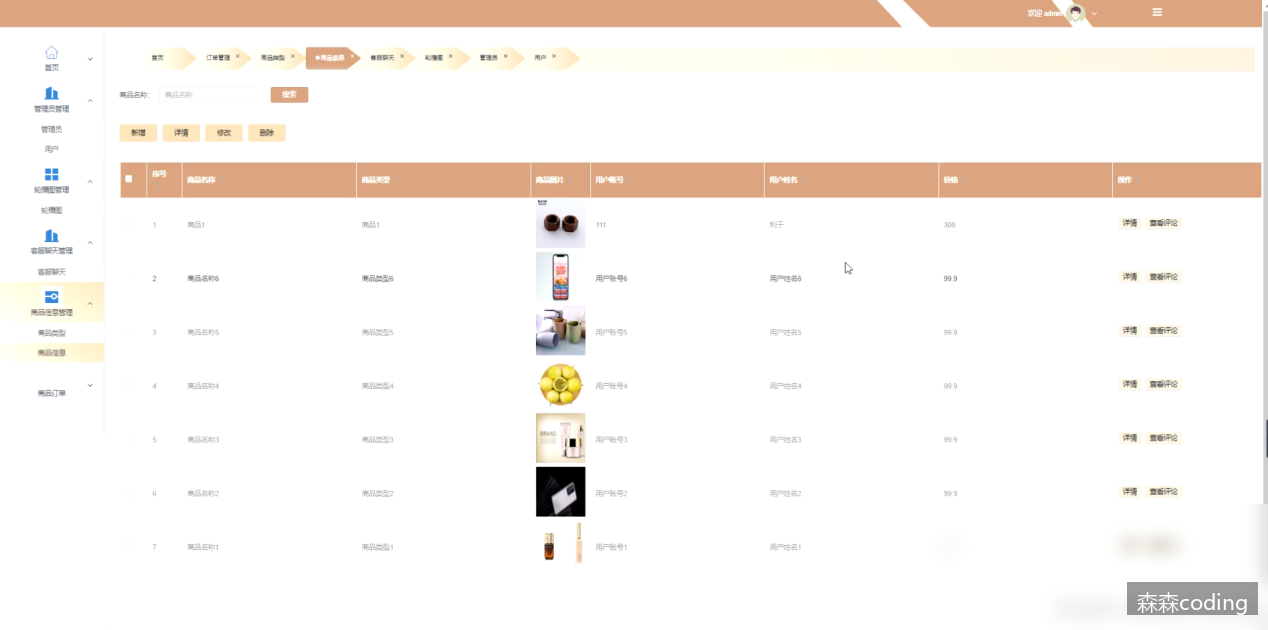 欢迎 admin
首页
管理员管理
管理员
用户
轮播图管理
轮播图
客服聊天管理
客服聊天
商品信息管理
商品类型
商品信息
商品订单
首页 订单管理 商品类型 商品信息 客服聊天 轮播图 管理员 用户
商品名称: 商品名称 搜索
新增 详情 修改 删除
序号 商品名称 商品类型 商品图片 用户账号 用户姓名 价格 操作
1 商品1 商品1 111 利于 300 详情 查看评论
2 商品名称6 商品类型6 用户账号6 用户姓名6 99.9 详情 查看评论
3 商品名称5 商品类型5 用户账号5 用户姓名5 99.9 详情 查看评论
4 商品名称4 商品类型4 用户账号4 用户姓名4 99.9 详情 查看评论
5 商品名称3 商品类型3 BRAND 用户账号3 用户姓名3 99.9 详情 查看评论
6 商品名称2 商品类型2 用户账号2 用户姓名2 99.9 详情 查看评论
7 商品名称1 商品类型1 用户账号1 用户姓名1
森森coding